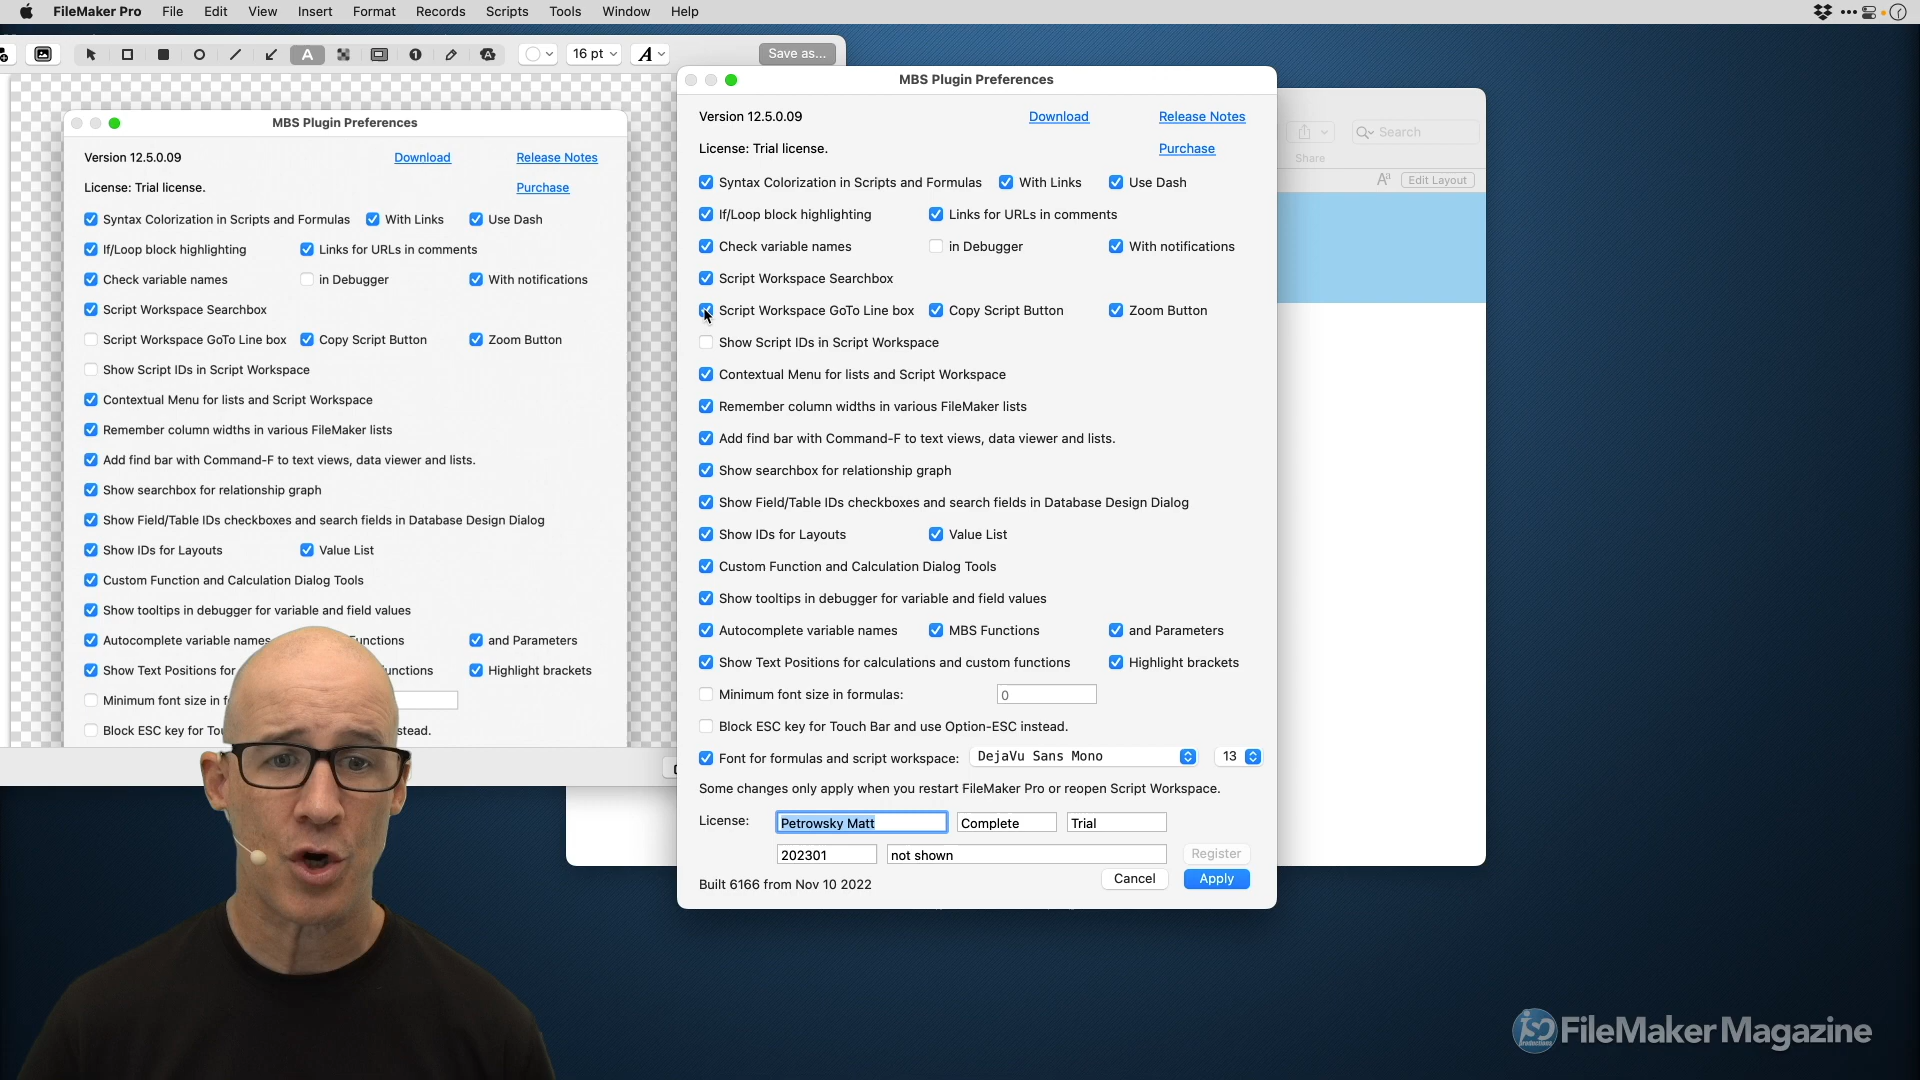 FileMaker Pro File Edit View Insert Format Records Scripts Tools Window Help
A 16 pt A Save as...
MBS Plugin Preferences
Version 12.5.0.09 Download Release Notes
License: Trial license. Purchase
Syntax Colorization in Scripts and Formulas With Links Use Dash
If/Loop block highlighting Links for URLs in comments
Check variable names in Debugger With notifications
Script Workspace Searchbox
Script Workspace GoTo Line box Copy Script Button Zoom Button
Show Script IDs in Script Workspace
Contextual Menu for lists and Script Workspace
Remember column widths in various FileMaker lists
Add find bar with Command-F to text views, data viewer and lists.
Show searchbox for relationship graph
Show Field/Table IDs checkboxes and search fields in Database Design Dialog
Show IDs for Layouts Value List
Custom Function and Calculation Dialog Tools
Show tooltips in debugger for variable and field values
Autocomplete variable names and Parameters
Show Text Positions for Highlight brackets
Minimum font size in
Block ESC key for
MBS Plugin Preferences
Version 12.5.0.09 Download Release Notes
License: Trial license. Purchase
Syntax Colorization in Scripts and Formulas With Links Use Dash
If/Loop block highlighting Links for URLs in comments
Check variable names in Debugger With notifications
Script Workspace Searchbox
Script Workspace GoTo Line box Copy Script Button Zoom Button
Show Script IDs in Script Workspace
Contextual Menu for lists and Script Workspace
Remember column widths in various FileMaker lists
Add find bar with Command-F to text views, data viewer and lists.
Show searchbox for relationship graph
Show Field/Table IDs checkboxes and search fields in Database Design Dialog
Show IDs for Layouts Value List
Custom Function and Calculation Dialog Tools
Show tooltips in debugger for variable and field values
Autocomplete variable names MBS Functions and Parameters
Show Text Positions for calculations and custom functions Highlight brackets
Minimum font size in formulas: 0
Block ESC key for Touch Bar and use Option-ESC instead.
Font for formulas and script workspace: DejaVu Sans Mono 13
Some changes only apply when you restart FileMaker Pro or reopen Script Workspace.
License: Petrowsky Matt Complete Trial
202301 not shown Register
Built 6166 from Nov 10 2022 Cancel Apply
Search
Share
Edit Layout
iso productions FileMaker Magazine